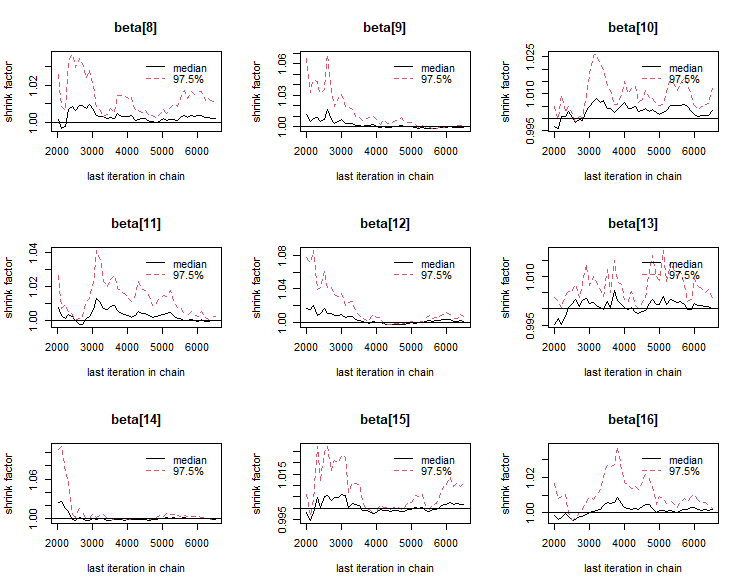 beta[8] beta[9] beta[10]
shrink factor 1.00 1.02 median 97.5% 2000 3000 4000 5000 6000 last iteration in chain
shrink factor 1.00 1.03 1.06 median 97.5% 2000 3000 4000 5000 6000 last iteration in chain
shrink factor 0.995 1.010 1.025 median 97.5% 2000 3000 4000 5000 6000 last iteration in chain
beta[11] beta[12] beta[13]
shrink factor 1.00 1.02 1.04 median 97.5% 2000 3000 4000 5000 6000 last iteration in chain
shrink factor 1.00 1.04 1.08 median 97.5% 2000 3000 4000 5000 6000 last iteration in chain
shrink factor 0.995 1.010 median 97.5% 2000 3000 4000 5000 6000 last iteration in chain
beta[14] beta[15] beta[16]
shrink factor 1.00 1.06 median 97.5% 2000 3000 4000 5000 6000 last iteration in chain
shrink factor 0.995 1.015 median 97.5% 2000 3000 4000 5000 6000 last iteration in chain
shrink factor 1.00 1.02 median 97.5% 2000 3000 4000 5000 6000 last iteration in chain